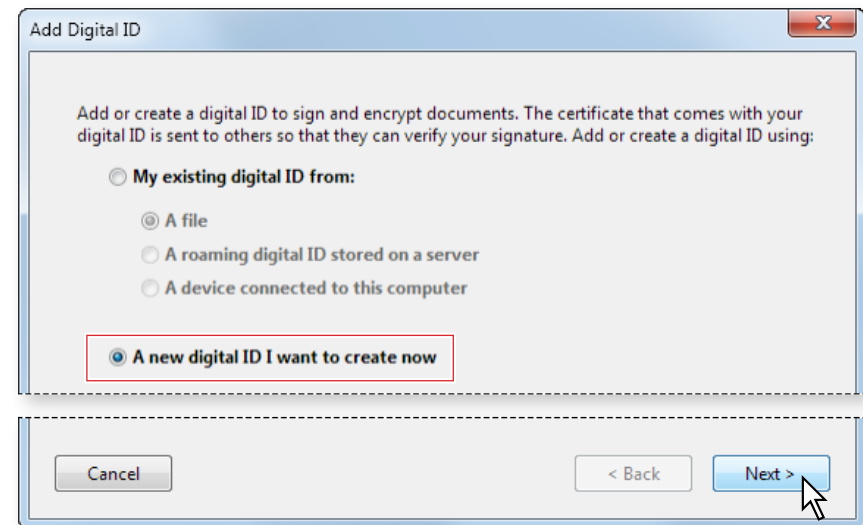 Add Digital ID
Add or create a digital ID to sign and encrypt documents. The certificate that comes with your
digital ID is sent to others so that they can verify your signature. Add or create a digital ID using:
My existing digital ID from:
A file
A roaming digital ID stored on a server
A device connected to this computer
A new digital ID I want to create now
Cancel < Back Next >